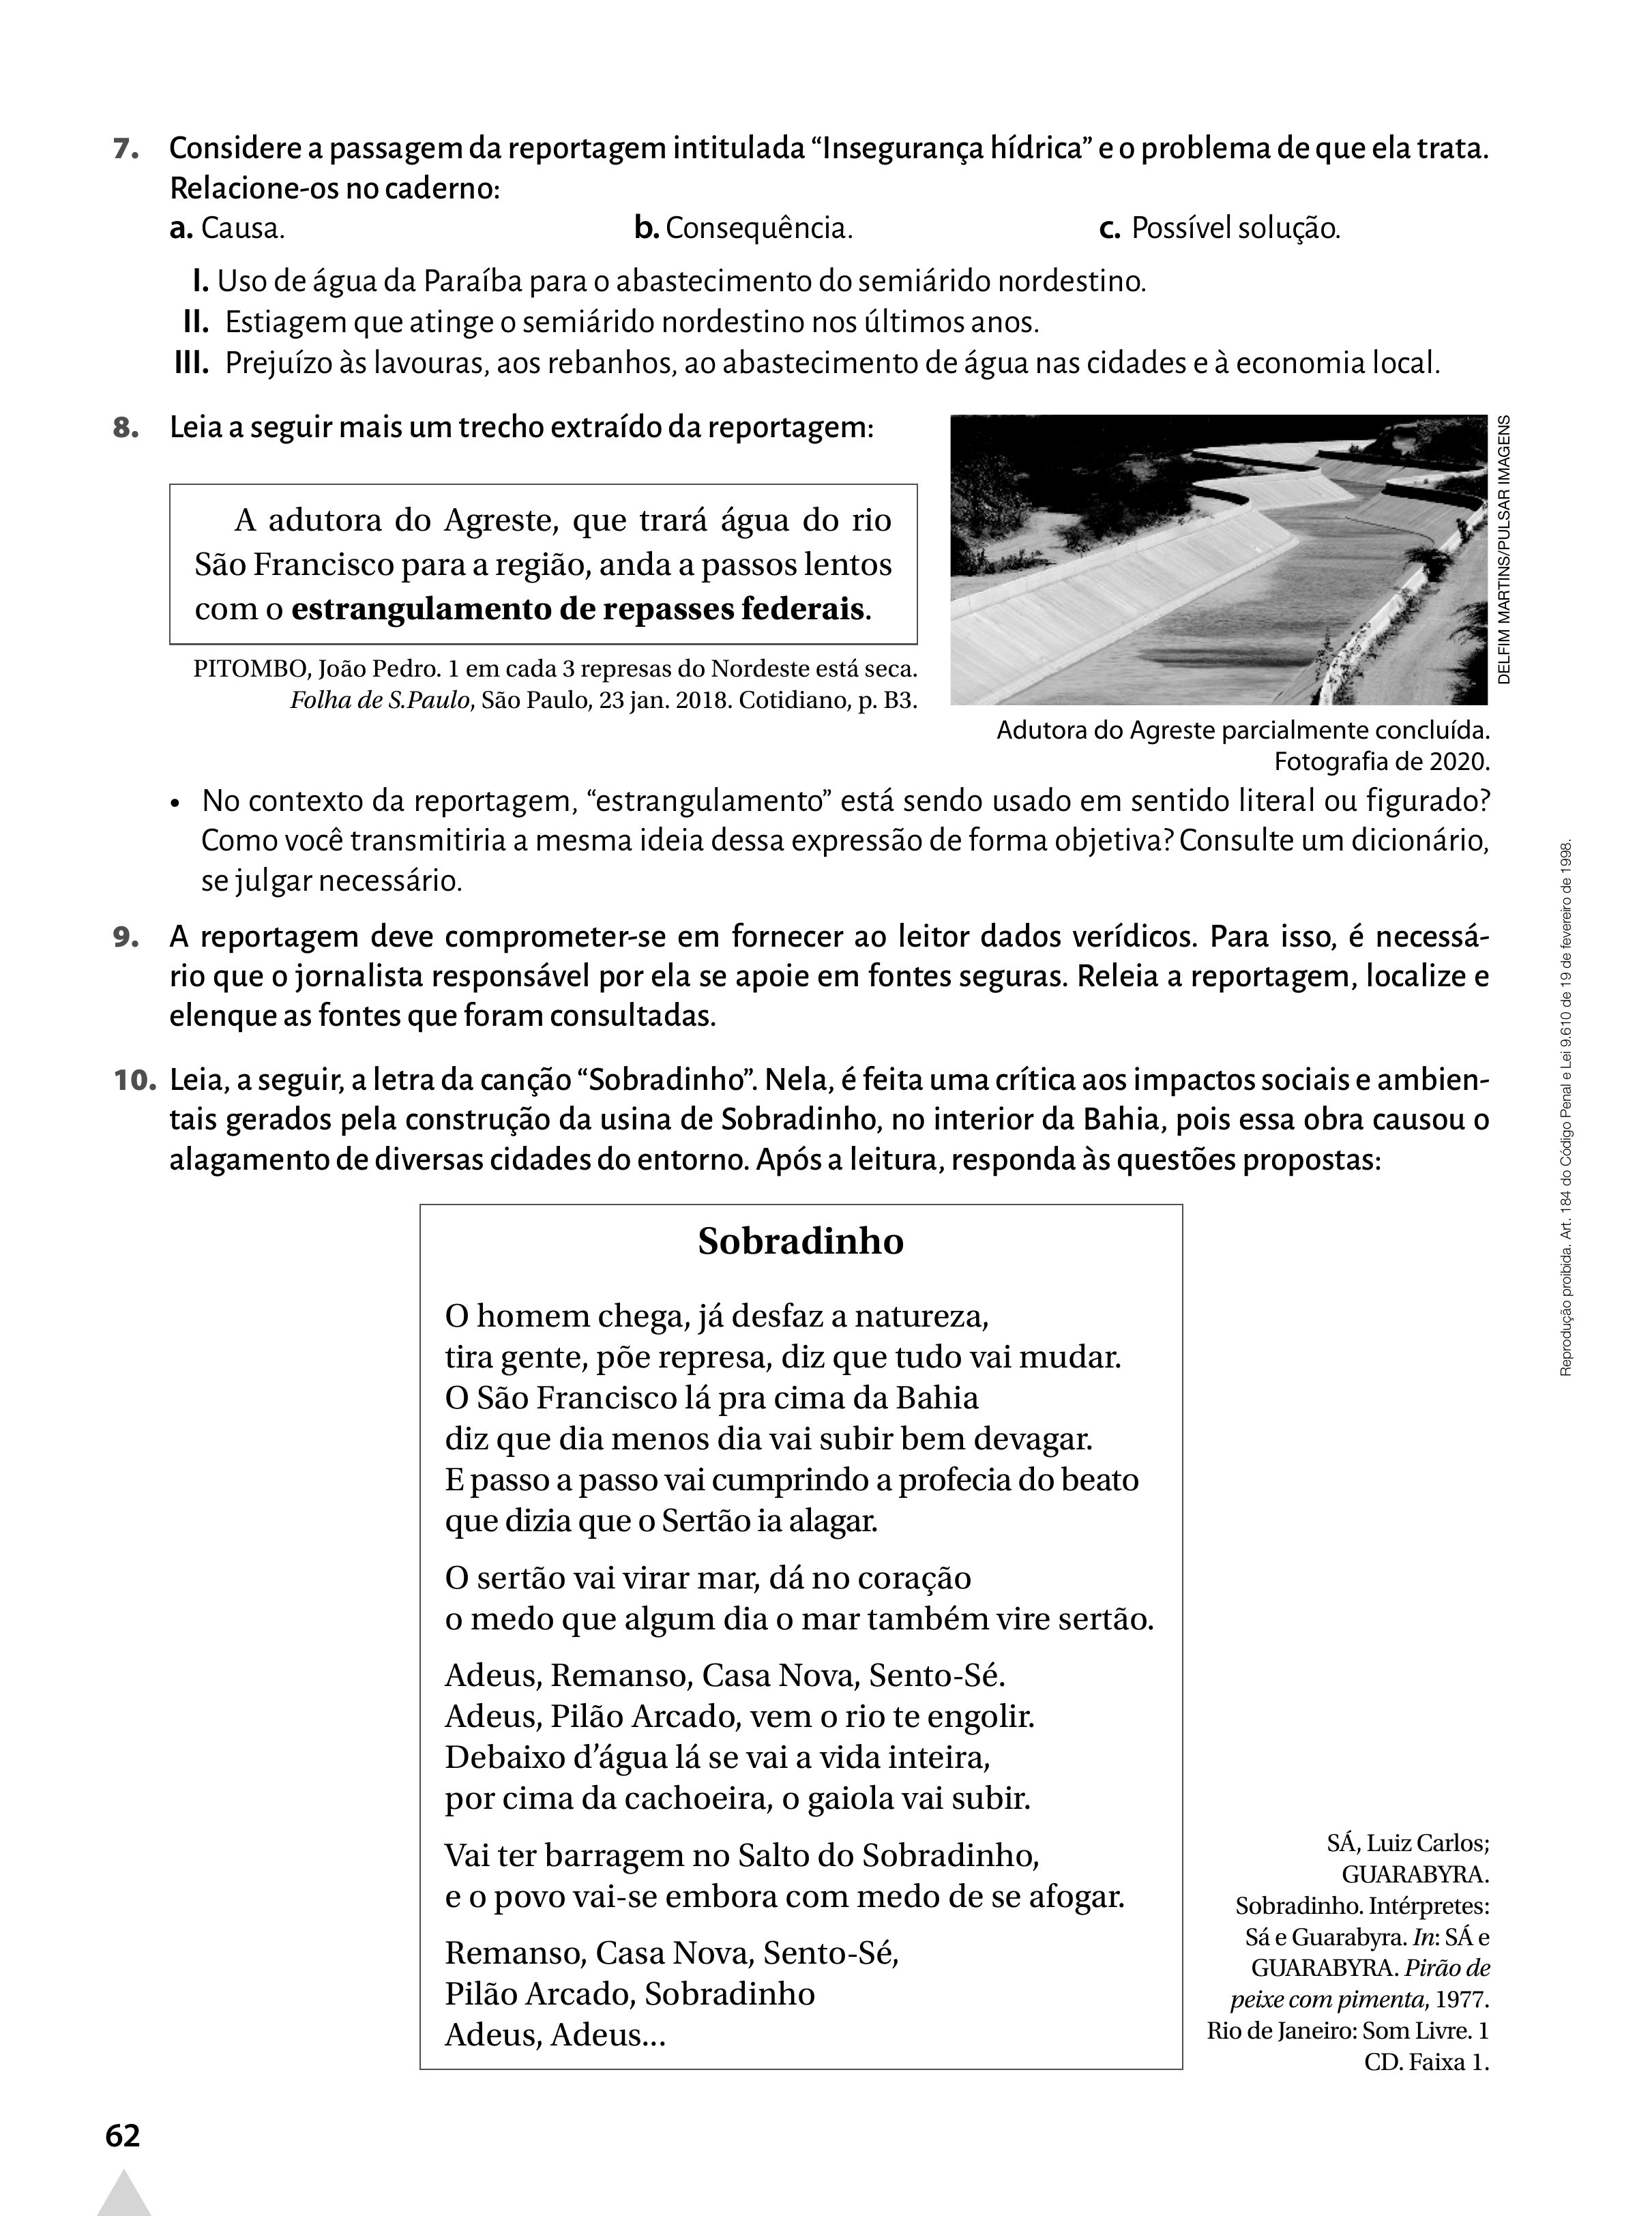 7. Considere a passagem da reportagem intitulada “Insegurança hídrica” e o problema de que ela trata.
Relacione-os no caderno:
a. Causa. b. Consequência. c. Possível solução.
I. Uso de água da Paraíba para o abastecimento do semiárido nordestino.
II. Estiagem que atinge o semiárido nordestino nos últimos anos.
III. Prejuízo às lavouras, aos rebanhos, ao abastecimento de água nas cidades e à economia local.
8. Leia a seguir mais um trecho extraído da reportagem:
A adutora do Agreste, que trará água do rio
São Francisco para a região, anda a passos lentos
com o estrangulamento de repasses federais.
PITOMBO, João Pedro. 1 em cada 3 represas do Nordeste está seca.
Folha de S.Paulo, São Paulo, 23 jan. 2018. Cotidiano, p. B3.
DELFIM MARTINS/PULSAR IMAGENS
Adutora do Agreste parcialmente concluída.
Fotografia de 2020.
• No contexto da reportagem, “estrangulamento” está sendo usado em sentido literal ou figurado?
Como você transmitiria a mesma ideia dessa expressão de forma objetiva? Consulte um dicionário,
se julgar necessário.
9. A reportagem deve comprometer-se em fornecer ao leitor dados verídicos. Para isso, é necessá-
rio que o jornalista responsável por ela se apoie em fontes seguras. Releia a reportagem, localize e
elenque as fontes que foram consultadas.
10. Leia, a seguir, a letra da canção “Sobradinho”. Nela, é feita uma crítica aos impactos sociais e ambien-
tais gerados pela construção da usina de Sobradinho, no interior da Bahia, pois essa obra causou o
alagamento de diversas cidades do entorno. Após a leitura, responda às questões propostas:
Sobradinho
O homem chega, já desfaz a natureza,
tira gente, põe represa, diz que tudo vai mudar.
O São Francisco lá pra cima da Bahia
diz que dia menos dia vai subir bem devagar.
E passo a passo vai cumprindo a profecia do beato
que dizia que o Sertão ia alagar.
O sertão vai virar mar, dá no coração
o medo que algum dia o mar também vire sertão.
Adeus, Remanso, Casa Nova, Sento-Sé.
Adeus, Pilão Arcado, vem o rio te engolir.
Debaixo d’água lá se vai a vida inteira,
por cima da cachoeira, o gaiola vai subir.
Vai ter barragem no Salto do Sobradinho,
e o povo vai-se embora com medo de se afogar.
Remanso, Casa Nova, Sento-Sé,
Pilão Arcado, Sobradinho
Adeus, Adeus...
SÁ, Luiz Carlos;
GUARABYRA.
Sobradinho. Intérpretes:
Sá e Guarabyra. In: SÁ e
GUARABYRA. Pirão de
peixe com pimenta, 1977.
Rio de Janeiro: Som Livre. 1
CD. Faixa 1.
Reprodução proibida. Art. 184 do Código Penal e Lei 9.610 de 19 de fevereiro de 1998.
62